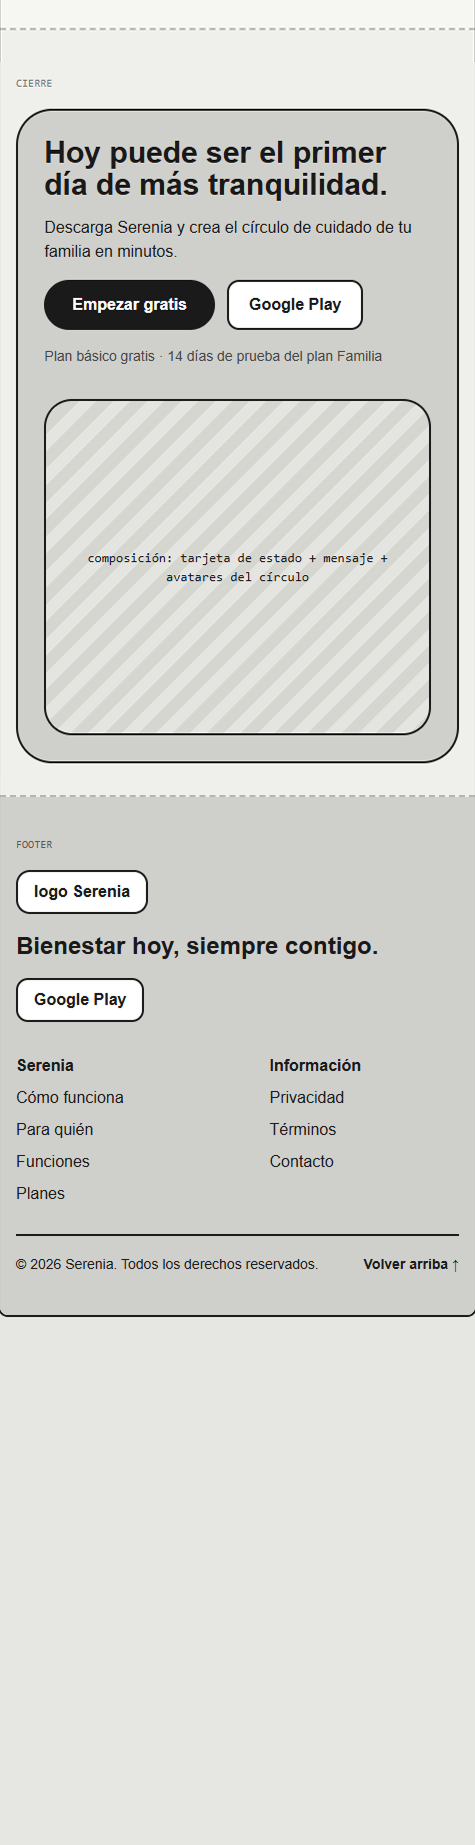 CIERRE
Hoy puede ser el primer
día de más tranquilidad.
Descarga Serenia y crea el círculo de cuidado de tu
familia en minutos.
Empezar gratis
Google Play
Plan básico gratis · 14 días de prueba del plan Familia
composición: tarjeta de estado + mensaje +
avatares del círculo
FOOTER
logo Serenia
Bienestar hoy, siempre contigo.
Google Play
Serenia
Cómo funciona
Para quién
Funciones
Planes
Información
Privacidad
Términos
Contacto
© 2026 Serenia. Todos los derechos reservados.
Volver arriba ↑